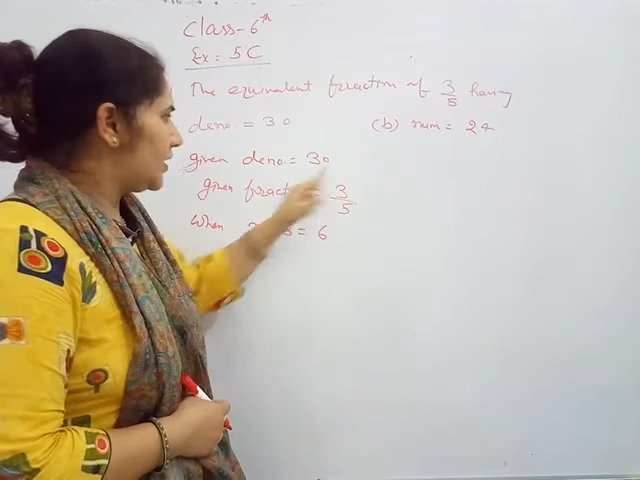 Class-6th
Ex: 5C
The equivalent fraction of 3/5 having
deno. = 30 (b) num = 24
given deno. = 30
given fraction = 3/5
When = 6